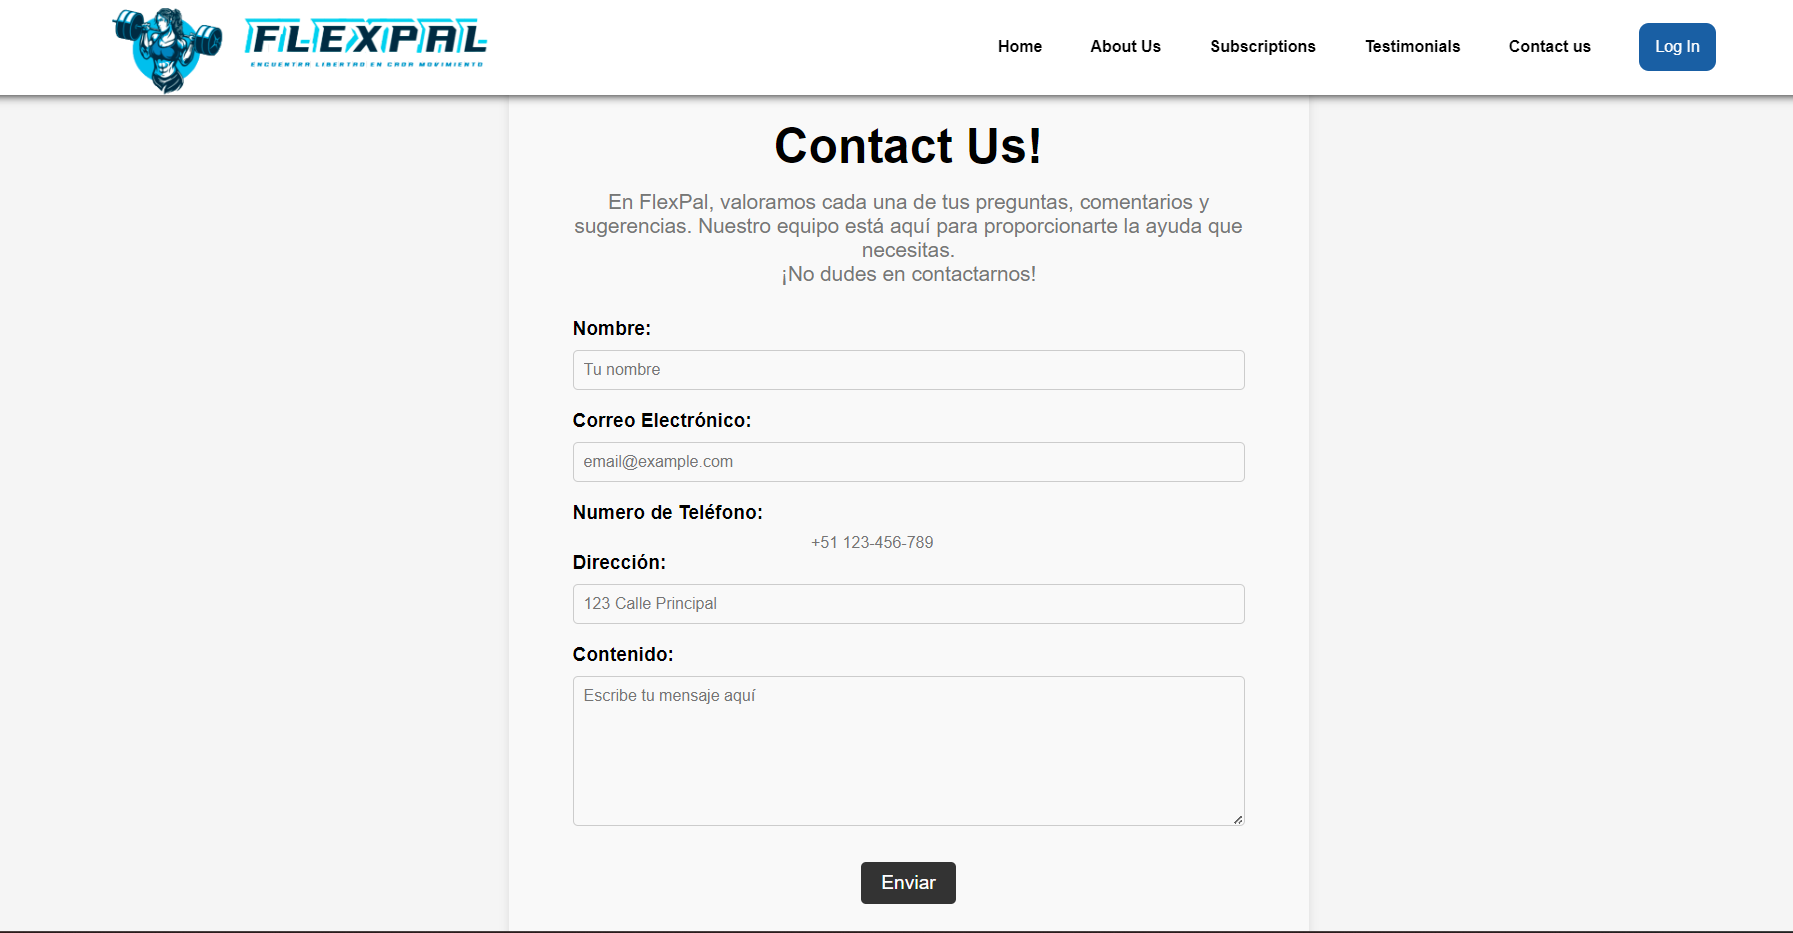 FLEXPAL
ENCUENTRA LIBERTAD EN CADA MOVIMIENTO
Home About Us Subscriptions Testimonials Contact us Log In
Contact Us!
En FlexPal, valoramos cada una de tus preguntas, comentarios y
sugerencias. Nuestro equipo está aquí para proporcionarte la ayuda que
necesitas.
¡No dudes en contactarnos!
Nombre:
Tu nombre
Correo Electrónico:
email@example.com
Numero de Teléfono:
+51 123-456-789
Dirección:
123 Calle Principal
Contenido:
Escribe tu mensaje aquí
Enviar